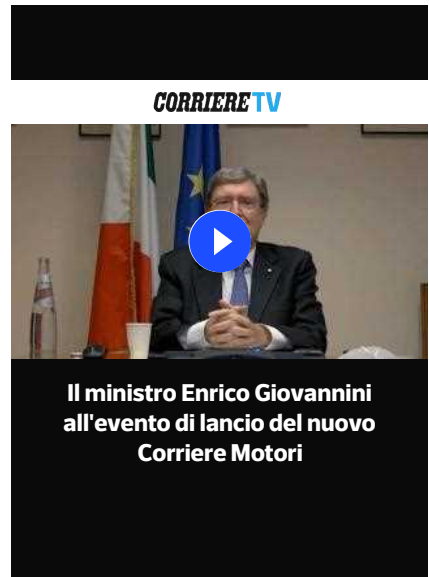 CORRIERE TV
Il ministro Enrico Giovannini
all'evento di lancio del nuovo
Corriere Motori